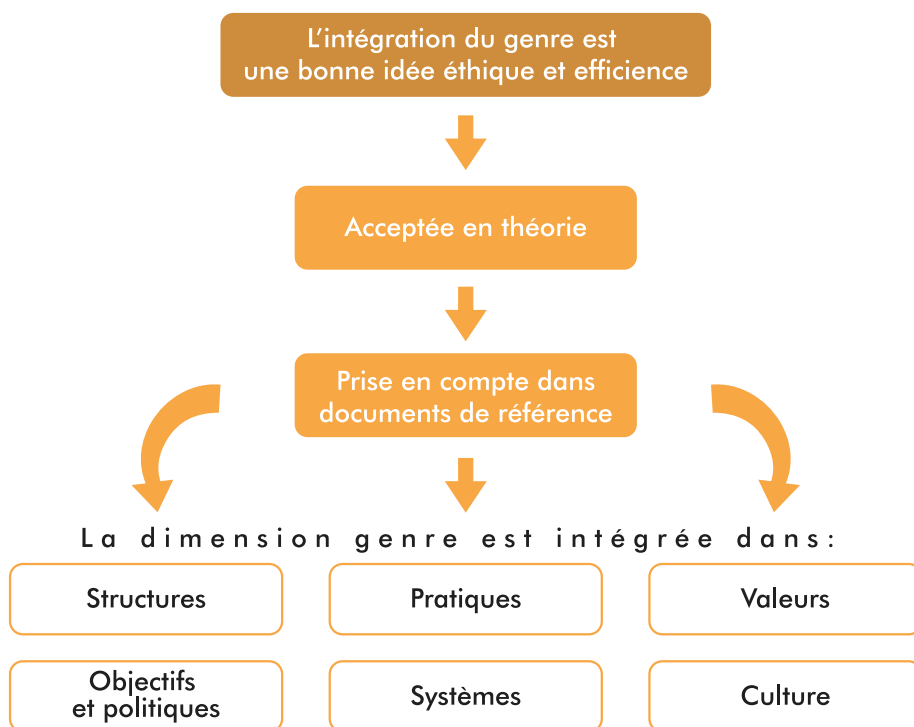 L'intégration du genre est
une bonne idée éthique et efficience
Acceptée en théorie
Prise en compte dans
documents de référence
La dimension genre est intégrée dans:
Structures
Pratiques
Valeurs
Objectifs
et politiques
Systèmes
Culture